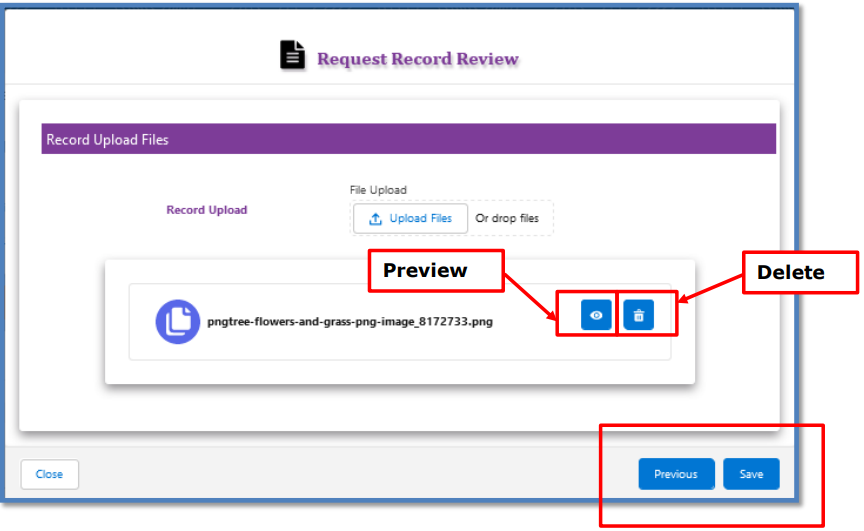 Request Record Review
Record Upload Files
File Upload
Record Upload
Upload Files
Or drop files
Preview
Delete
pngtree-flowers-and-grass-png-image_8172733.png
Close
Previous
Save